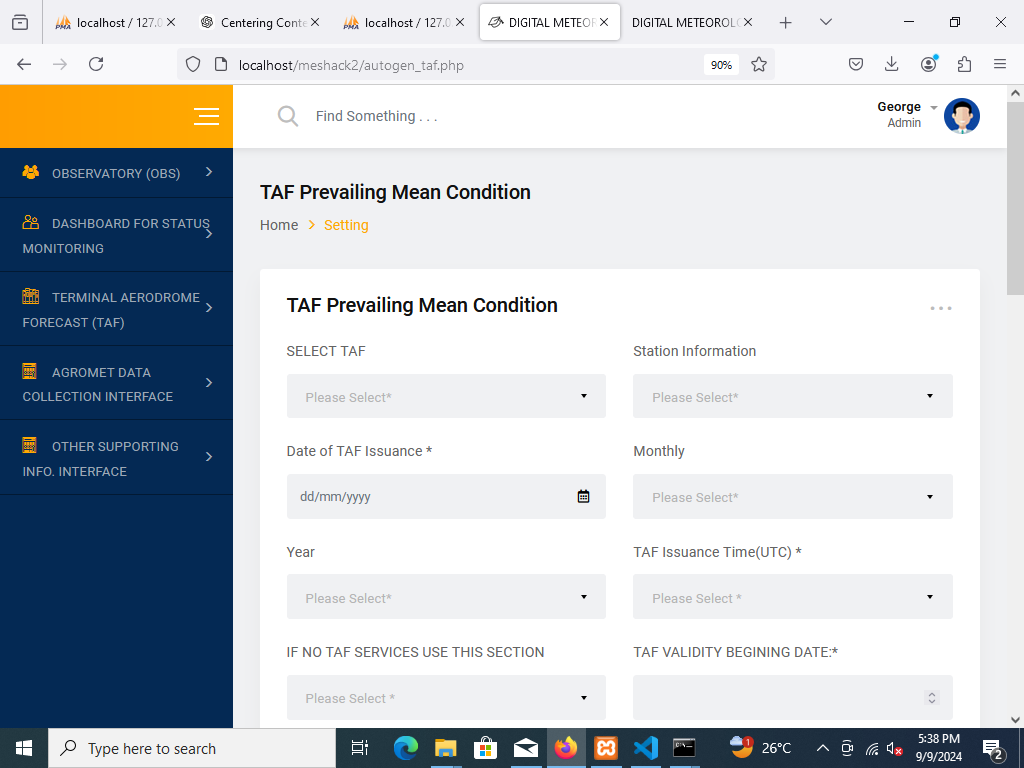 localhost / 127.0
Centering Conte
localhost / 127.0
DIGITAL METEOR
DIGITAL METEOROLO
localhost/meshack2/autogen_taf.php
90%
George
Find Something . . .
Admin
OBSERVATORY (OBS)
DASHBOARD FOR STATUS
MONITORING
TERMINAL AERODROME
FORECAST (TAF)
AGROMET DATA
COLLECTION INTERFACE
OTHER SUPPORTING
INFO. INTERFACE
TAF Prevailing Mean Condition
Home > Setting
TAF Prevailing Mean Condition
SELECT TAF
Station Information
Please Select*
Please Select*
Date of TAF Issuance *
Monthly
dd/mm/yyyy
Please Select*
Year
TAF Issuance Time(UTC) *
Please Select*
Please Select *
IF NO TAF SERVICES USE THIS SECTION
TAF VALIDITY BEGINING DATE:*
Please Select *
Type here to search
1
26°C
5:38 PM
9/9/2024
2